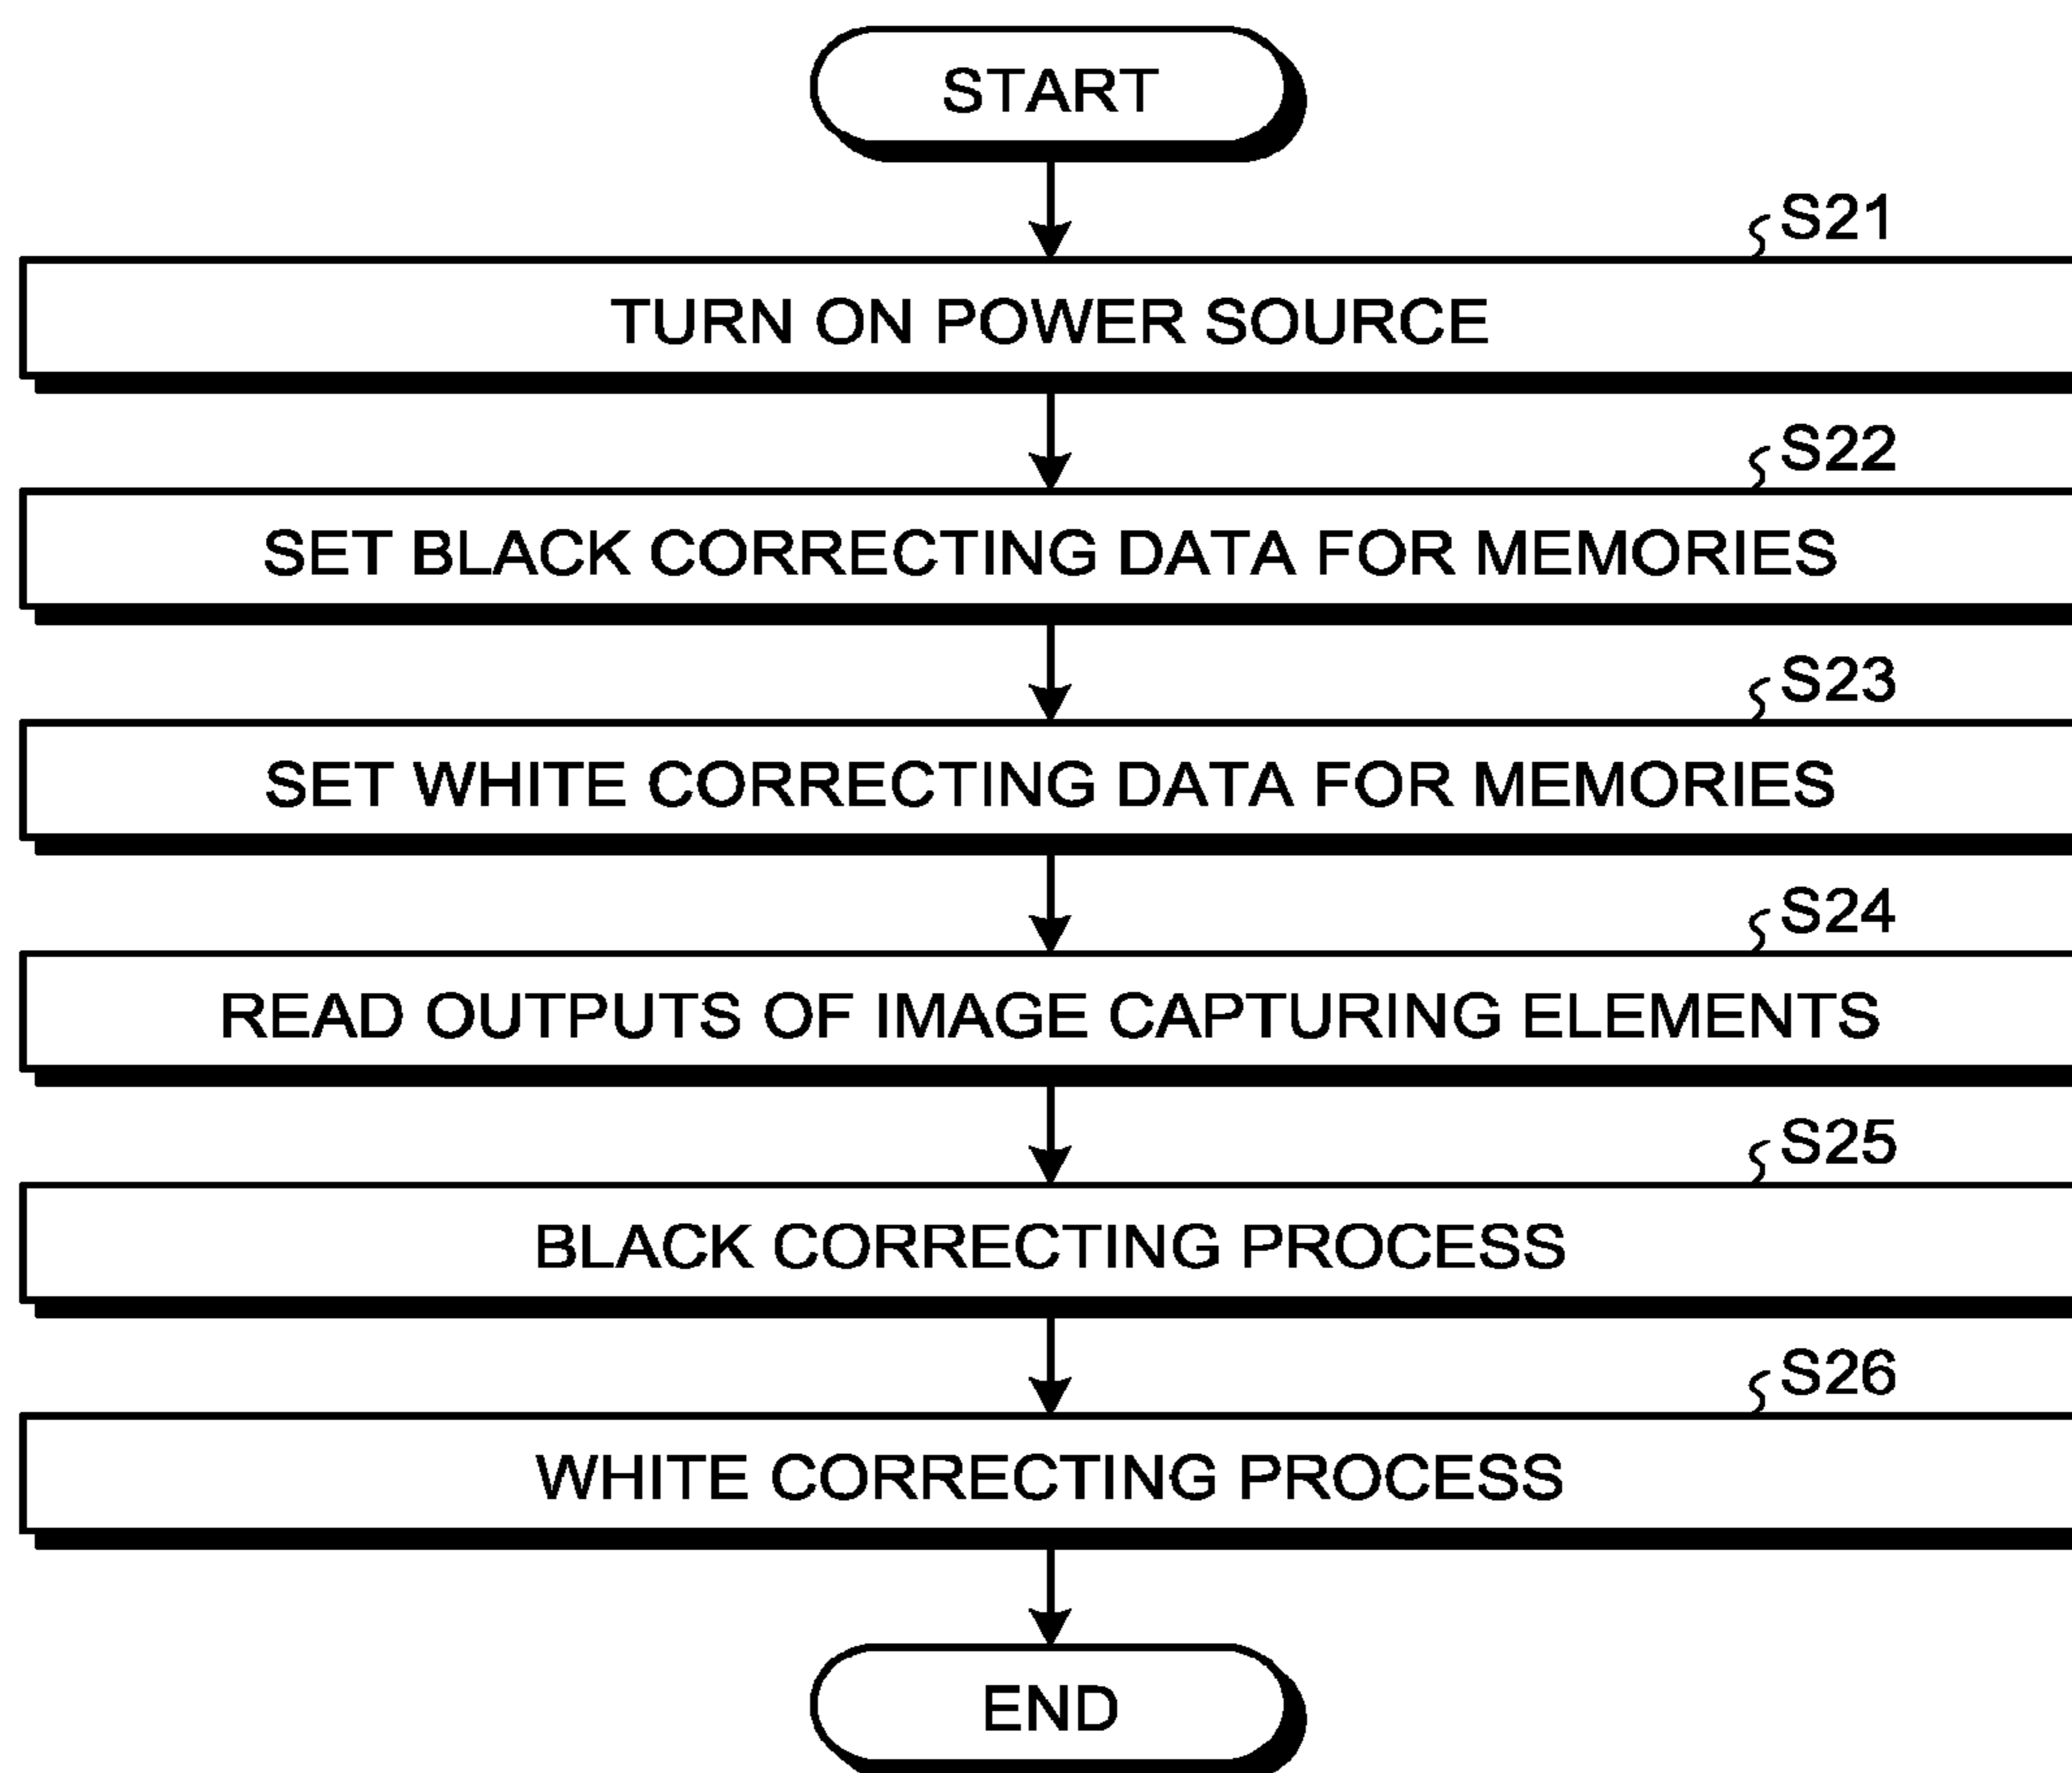 START
S21
TURN ON POWER SOURCE
S22
SET BLACK CORRECTING DATA FOR MEMORIES
S23
SET WHITE CORRECTING DATA FOR MEMORIES
S24
READ OUTPUTS OF IMAGE CAPTURING ELEMENTS
S25
BLACK CORRECTING PROCESS
S26
WHITE CORRECTING PROCESS
END